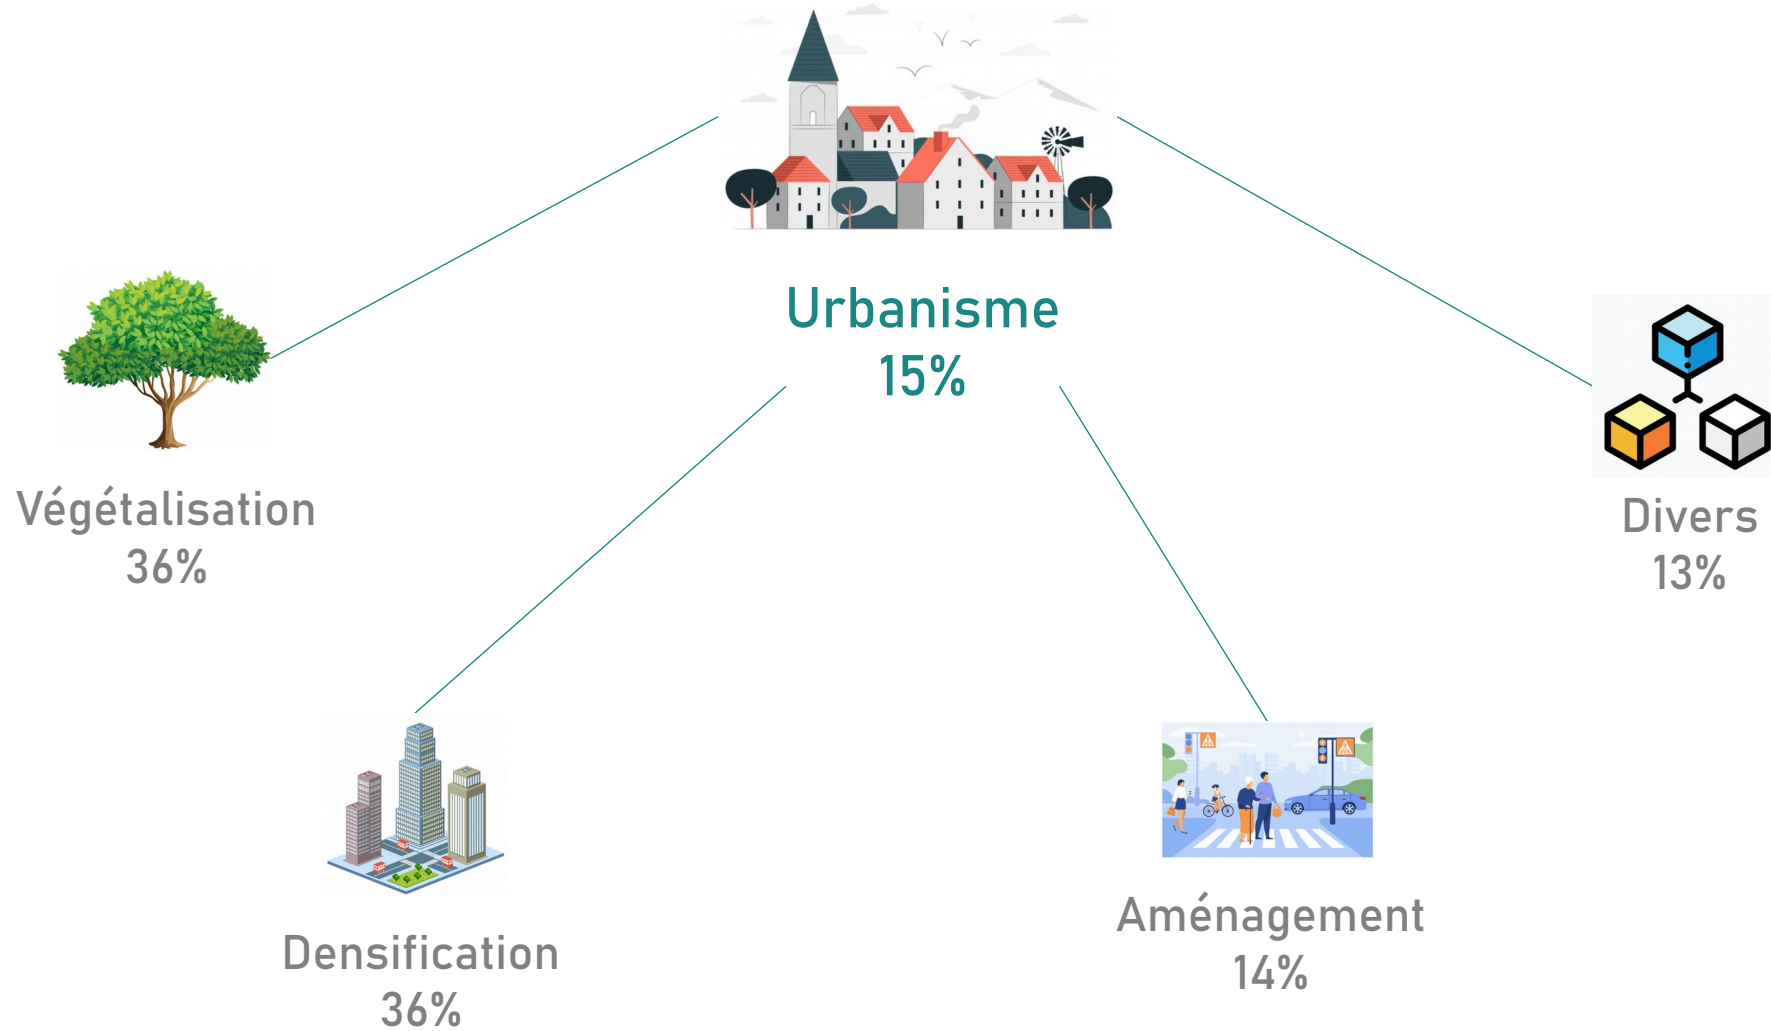 Urbanisme
15%
Végétalisation
36%
Divers
13%
Densification
36%
Aménagement
14%